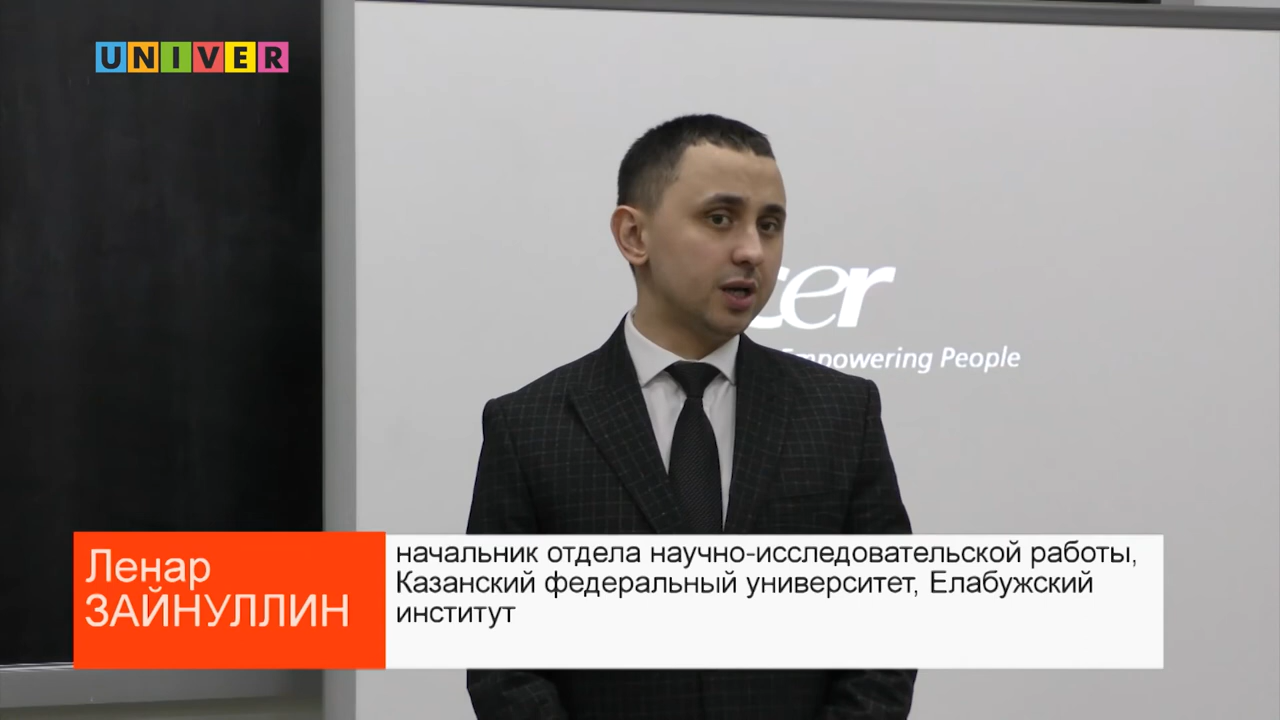 UNIVER
cer
Empowering People
Ленар
ЗАЙНУЛЛИН
начальник отдела научно-исследовательской работы,
Казанский федеральный университет, Елабужский
институт